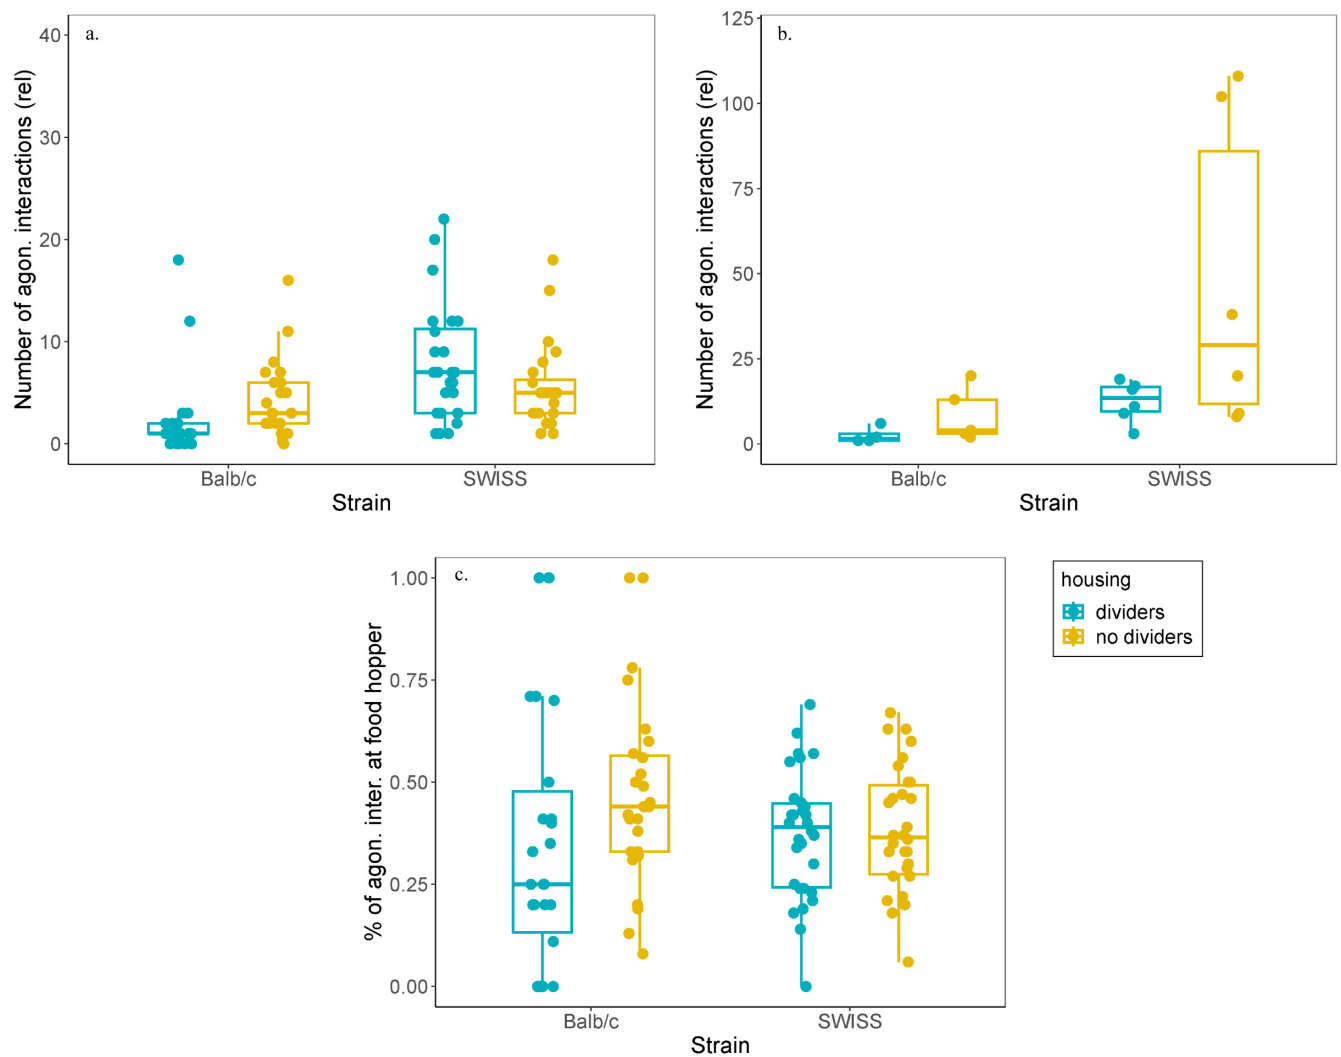 a.
Number of agon. interactions (rel)
40
30
20
10
0
Balb/c SWISS
Strain
b.
Number of agon. interactions (rel)
125
100
75
50
25
0
Balb/c SWISS
Strain
c.
% of agon. inter. at food hopper
1.00
0.75
0.50
0.25
0.00
Balb/c SWISS
Strain
housing
dividers
no dividers